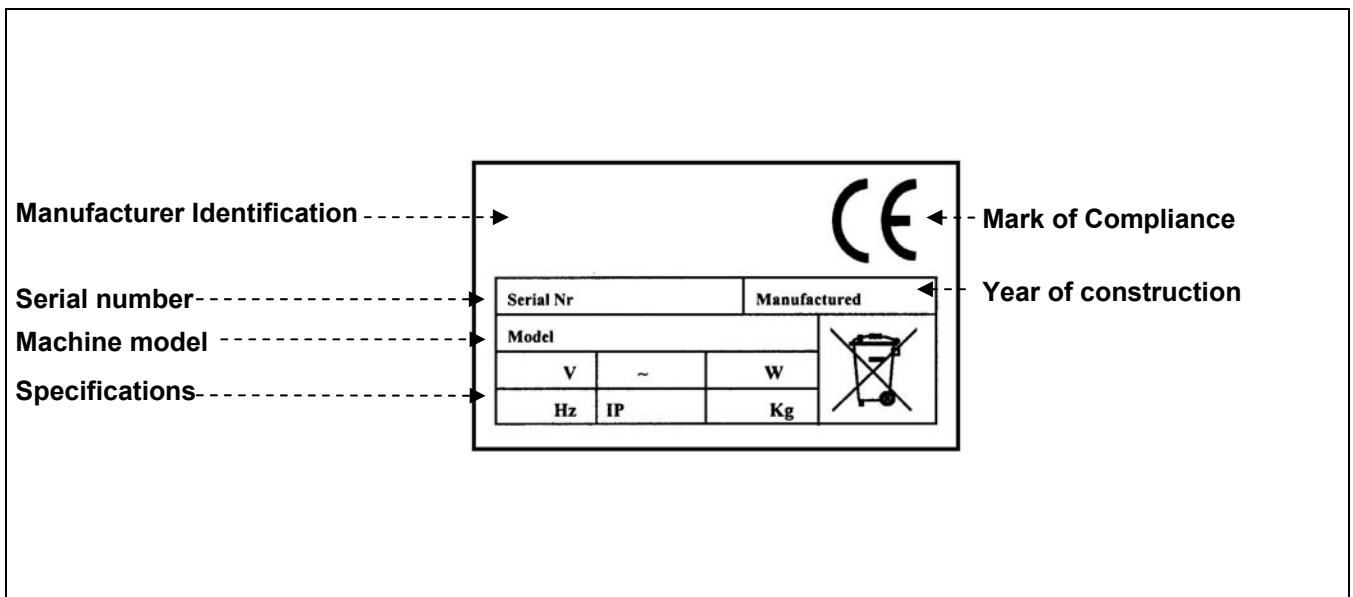 Manufacturer Identification
CE
Mark of Compliance
Serial number
Serial Nr
Manufactured
Year of construction
Machine model
Model
Specifications
V
~
W
Hz
IP
Kg